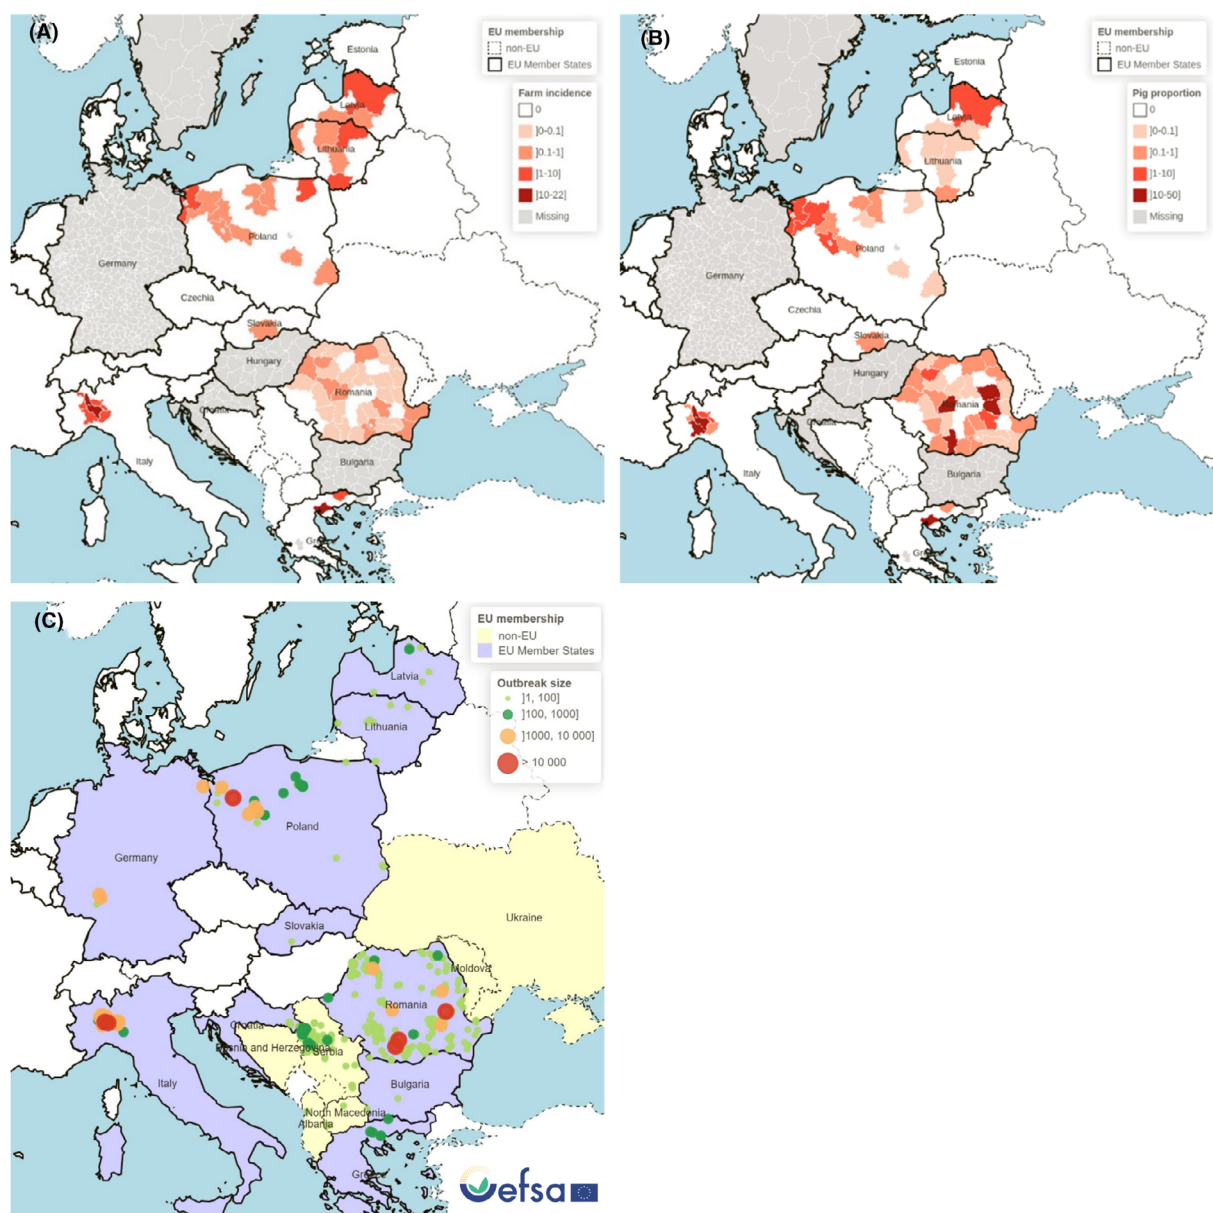 (A)
EU membership
non-EU
EU Member States
Farm incidence
0
]0-0.1]
]0.1-1]
]1-10]
]10-22]
Missing
Estonia
Latvia
Lithuania
Poland
Germany
Czechia
Slovakia
Hungary
Romania
Croatia
Italy
Bulgaria
(B)
EU membership
non-EU
EU Member States
Pig proportion
0
]0-0.1]
]0.1-1]
]1-10]
]10-50]
Missing
Estonia
Latvia
Lithuania
Poland
Germany
Czechia
Slovakia
Hungary
Croatia
Italy
Bulgaria
(C)
EU membership
non-EU
EU Member States
Outbreak size
]1, 100]
]100, 1000]
]1000, 10 000]
> 10 000
Latvia
Lithuania
Poland
Germany
Ukraine
Slovakia
Moldova
Romania
Croatia
Bosnia and Herzegovina
Serbia
Italy
Bulgaria
North Macedonia
Albania
Greece
efsa